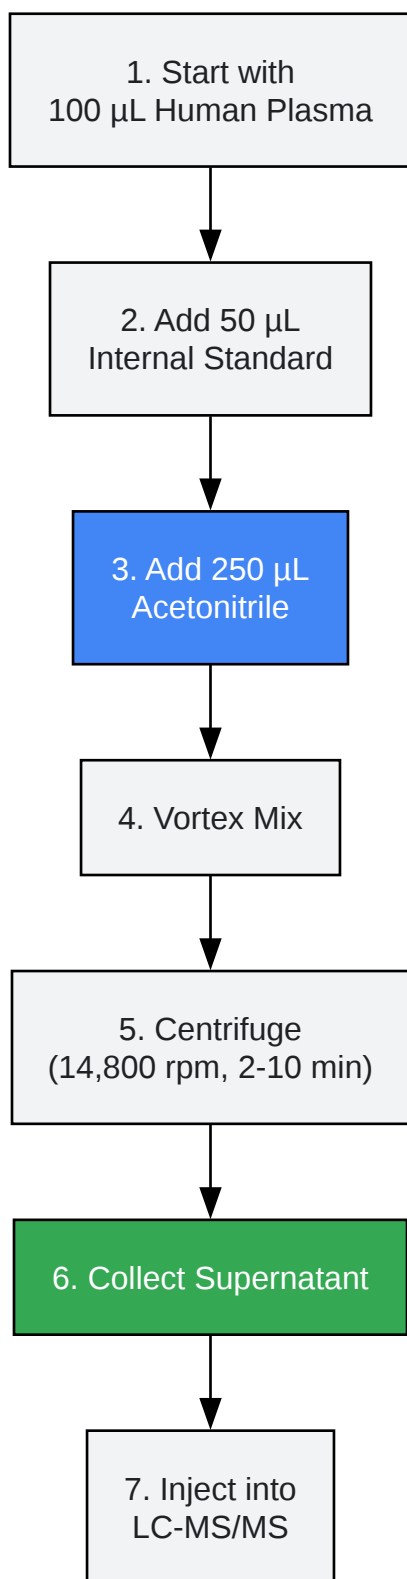 1. Start with
100 µL Human Plasma
2. Add 50 µL
Internal Standard
3. Add 250 µL
Acetonitrile
4. Vortex Mix
5. Centrifuge
(14,800 rpm, 2-10 min)
6. Collect Supernatant
7. Inject into
LC-MS/MS